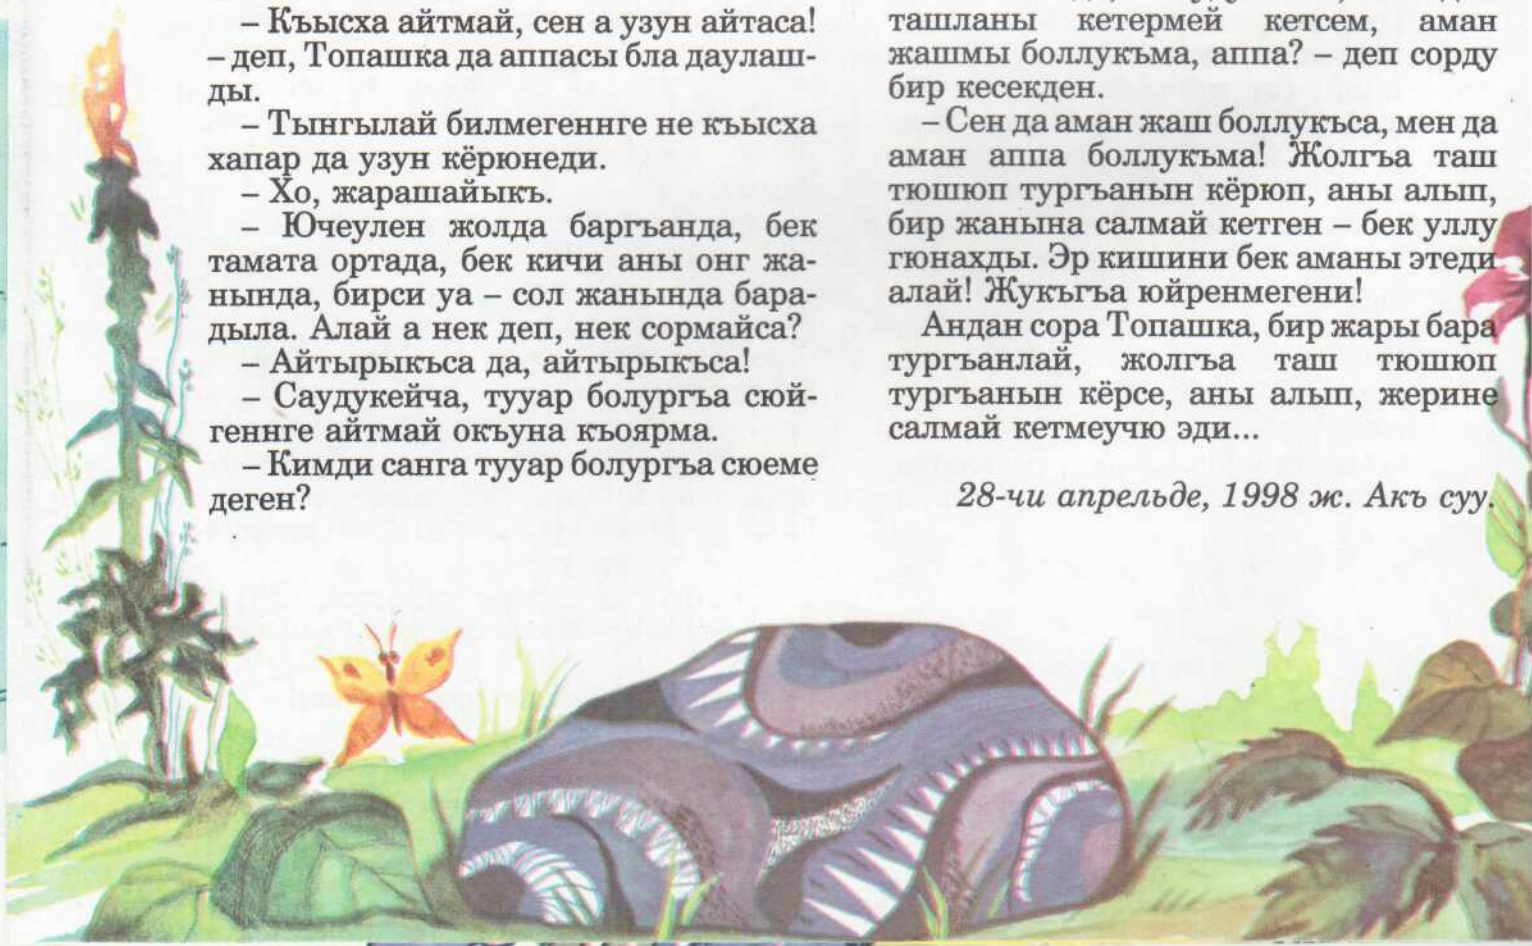 – Къысха айтмай, сен а узун айтаса!
– деп, Топашка да аппасы бла даулаш-
ды.
– Тынгылай билмегеннге не къысха
хапар да узун кёрюнеди.
– Хо, жарашайыкъ.
– Ючеулен жолда баргъанда, бек
тамата ортада, бек кичи аны онг жа-
нында, бирси уа – сол жанында бара-
дыла. Алай а нек деп, нек сормайса?
– Айтырыкъса да, айтырыкъса!
– Саудукейча, тууар болургъа сюй-
геннге айтмай окъуна къоярма.
– Кимди санга тууар болургъа сюеме
деген?
ташланы кетермей кетсем, аман
жашмы боллукъма, аппа? – деп сорду
бир кесекден.
– Сен да аман жаш боллукъса, мен да
аман аппа боллукъма! Жолгъа таш
тюшюп тургъанын кёрюп, аны алып,
бир жанына салмай кетген – бек уллу
гюнахды. Эр кишини бек аманы этеди
алай! Жукъгъа юйренмегени!
Андан сора Топашка, бир жары бара
тургъанлай, жолгъа таш тюшюп
тургъанын кёрсе, аны алып, жерине
салмай кетмеучю эди...
28-чи апрельде, 1998 ж. Акъ суу.